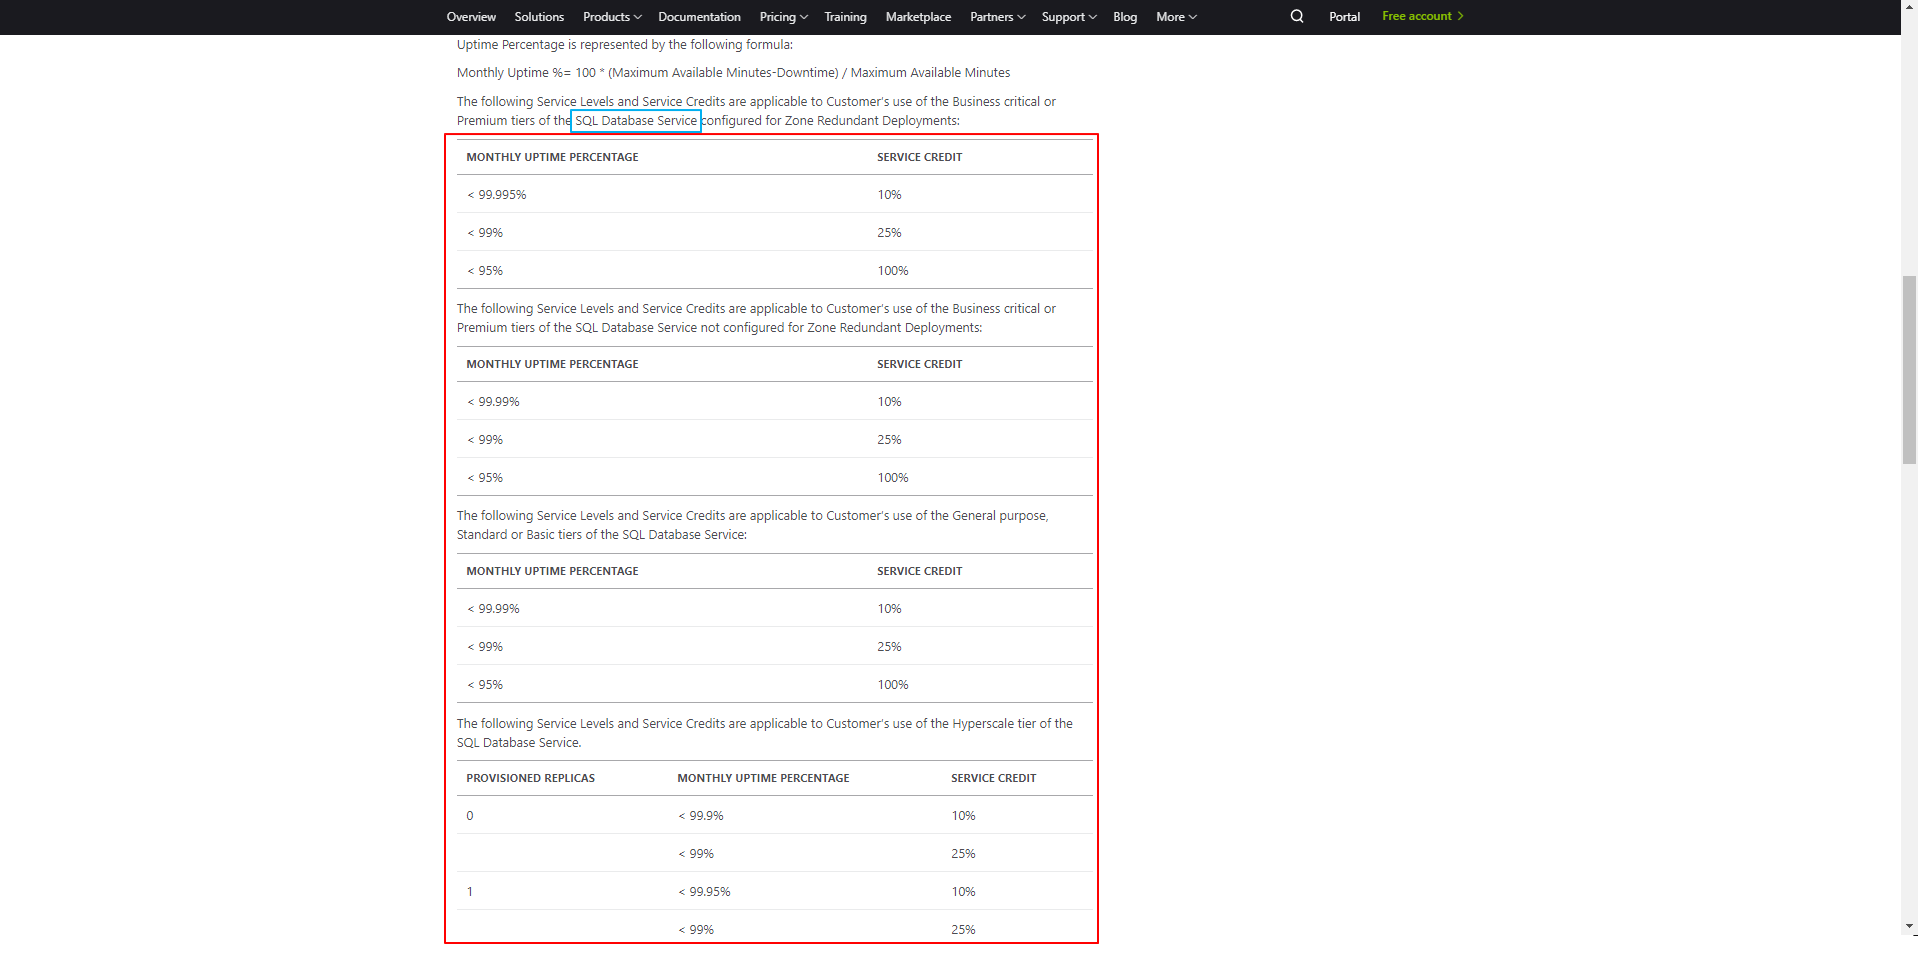 Overview Solutions Products Documentation Pricing Training Marketplace Partners Support Blog More Portal Free account
Uptime Percentage is represented by the following formula:
Monthly Uptime %= 100 * (Maximum Available Minutes-Downtime) / Maximum Available Minutes
The following Service Levels and Service Credits are applicable to Customer's use of the Business critical or
Premium tiers of the SQL Database Service configured for Zone Redundant Deployments:
MONTHLY UPTIME PERCENTAGE SERVICE CREDIT
< 99.995% 10%
< 99% 25%
< 95% 100%
The following Service Levels and Service Credits are applicable to Customer's use of the Business critical or
Premium tiers of the SQL Database Service not configured for Zone Redundant Deployments:
MONTHLY UPTIME PERCENTAGE SERVICE CREDIT
< 99.99% 10%
< 99% 25%
< 95% 100%
The following Service Levels and Service Credits are applicable to Customer's use of the General purpose,
Standard or Basic tiers of the SQL Database Service:
MONTHLY UPTIME PERCENTAGE SERVICE CREDIT
< 99.99% 10%
< 99% 25%
< 95% 100%
The following Service Levels and Service Credits are applicable to Customer's use of the Hyperscale tier of the
SQL Database Service.
PROVISIONED REPLICAS MONTHLY UPTIME PERCENTAGE SERVICE CREDIT
0 < 99.9% 10%
< 99% 25%
1 < 99.95% 10%
< 99% 25%